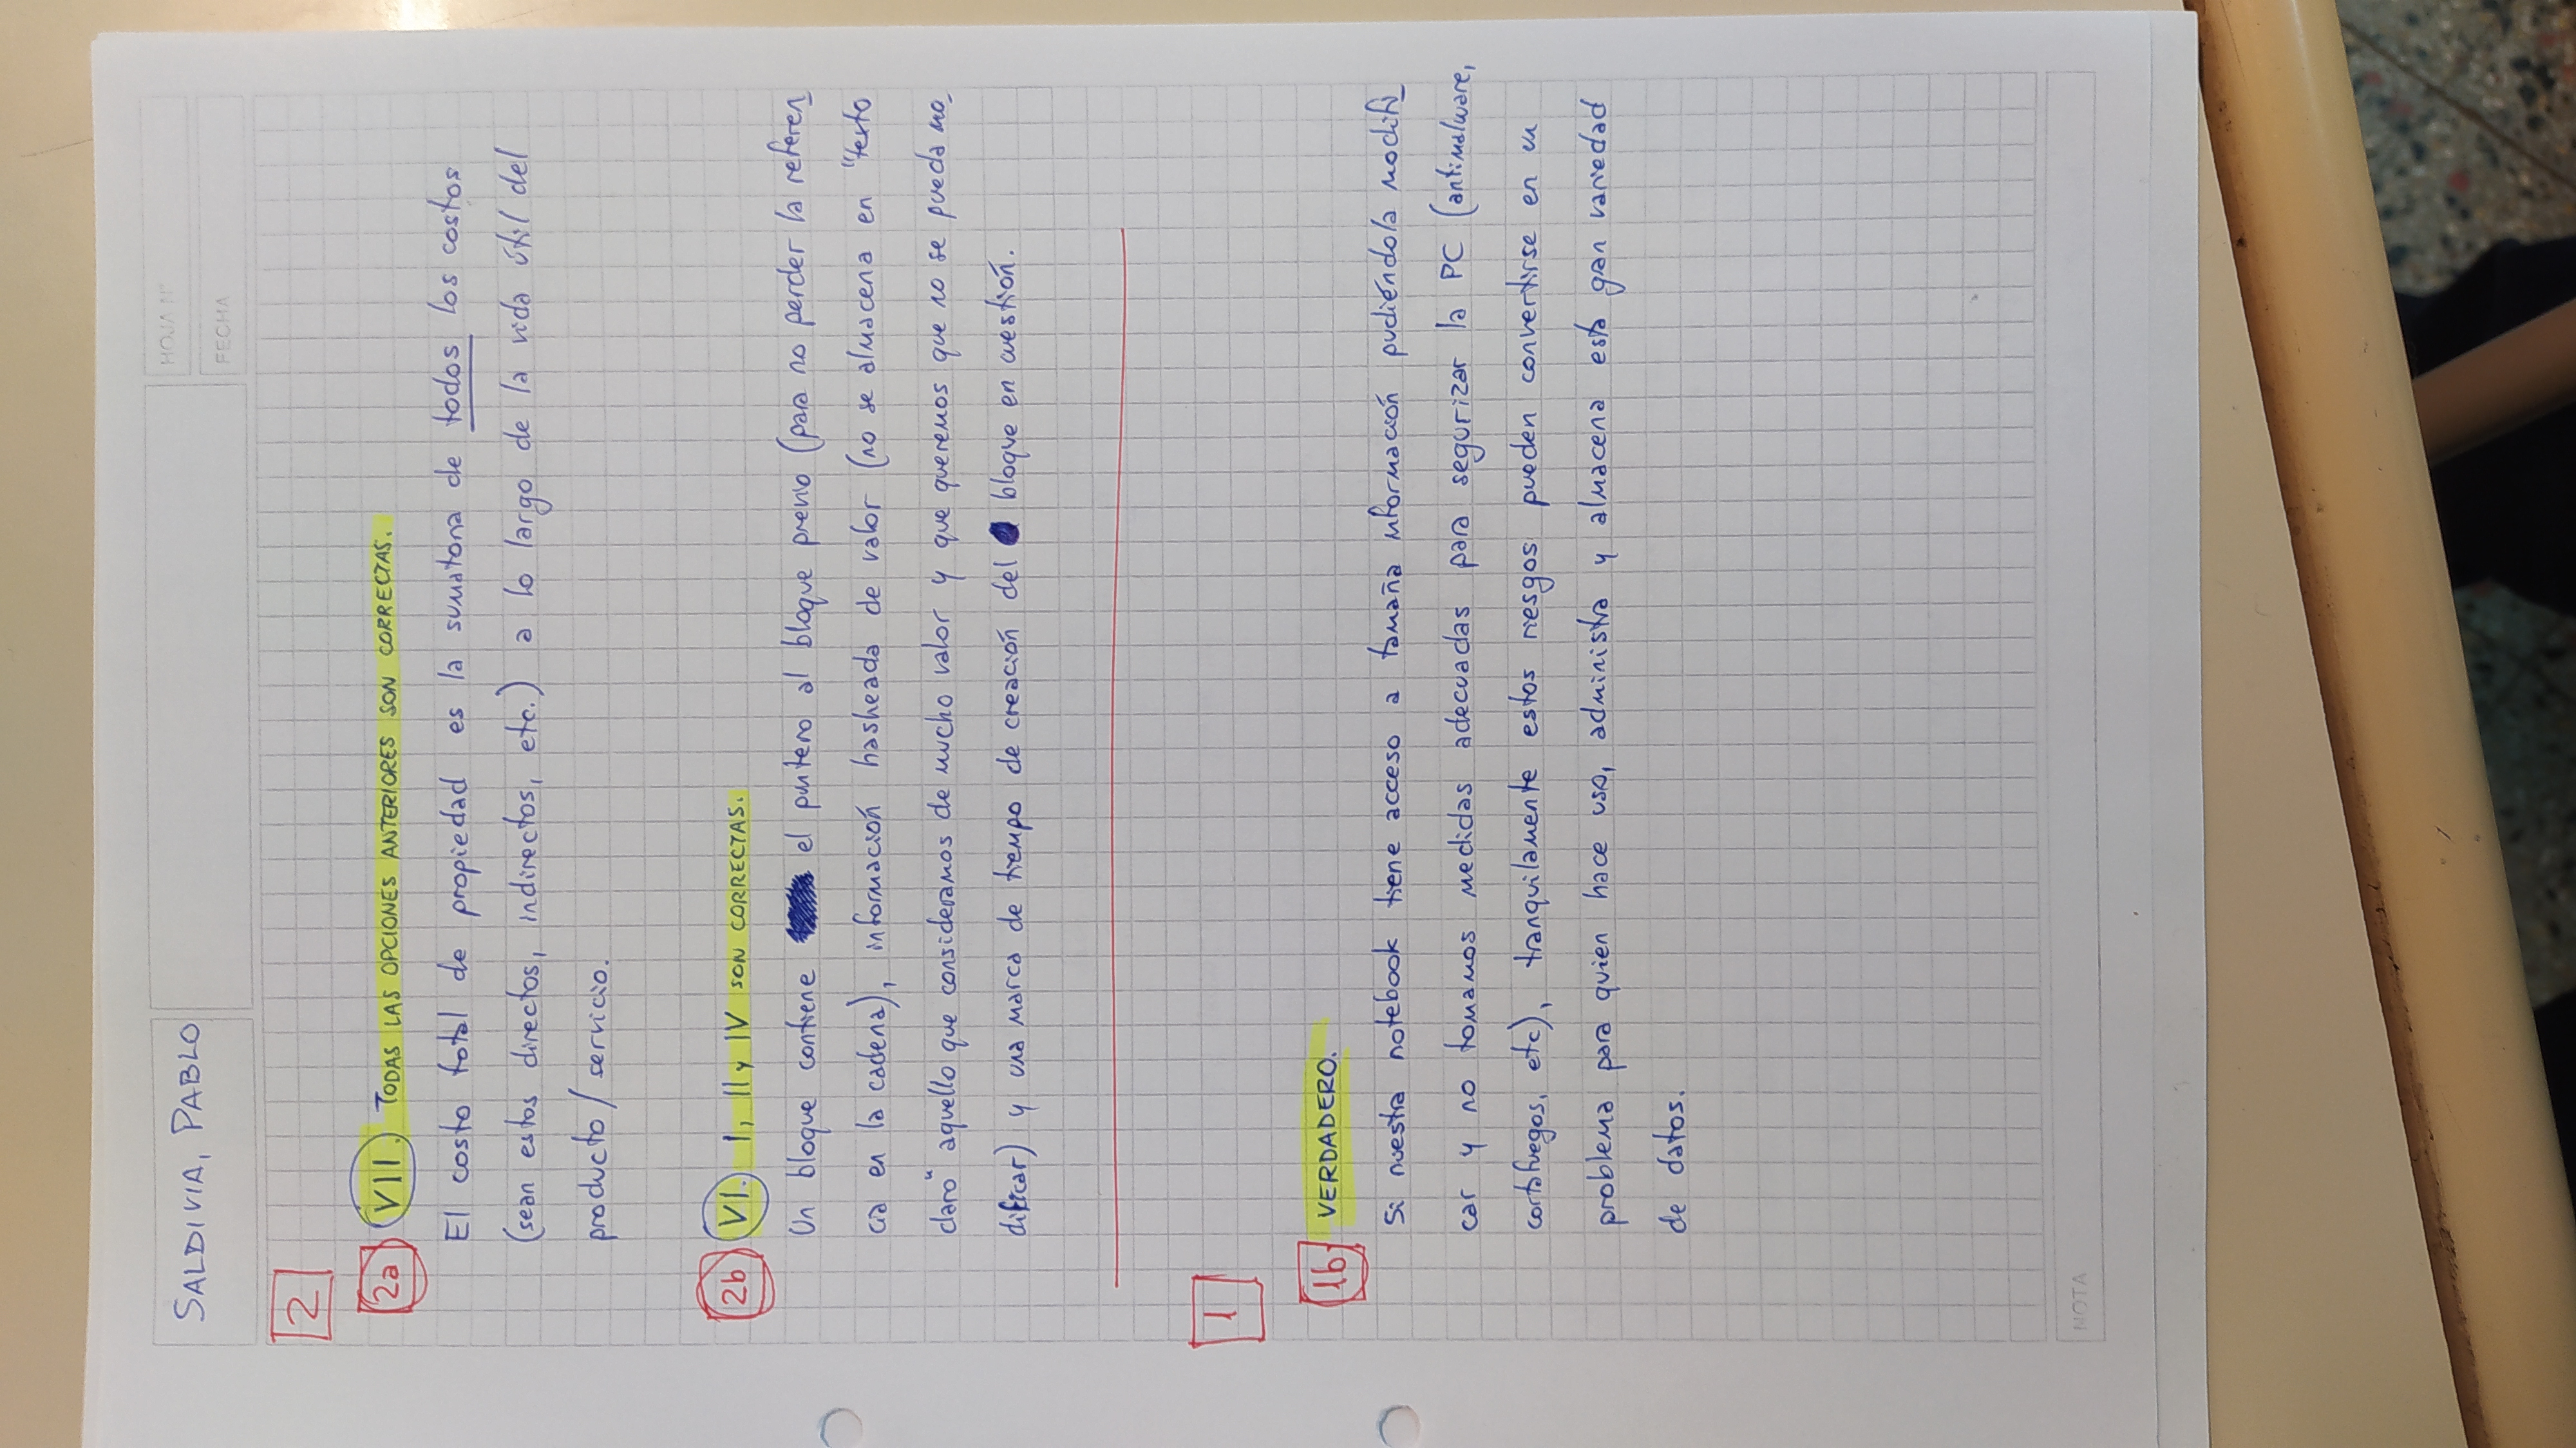 SALDIVIA, PABLO
HOJA N°
FECHA
2
2a VII. TODAS LAS OPCIONES ANTERIORES SON CORRECTAS.
El costo total de propiedad es la sumatoria de todos los costos
(sean estos directos, indirectos, etc.) a lo largo de la vida útil del
producto / servicio.
2b VI. I, II y IV SON CORRECTAS.
Un bloque contiene el puntero al bloque previo (para no perder la referen_
cia en la cadena), información hasheada de valor (no se almacena en "texto
claro" aquello que consideramos de mucho valor y que queremos que no se pueda mo_
dificar) y una marca de tiempo de creación del bloque en cuestión.
1
1b VERDADERO.
Si nuestra notebook tiene acceso a tamaña información pudiéndola modifi_
car y no tomamos medidas adecuadas para segurizar la PC (antimalware,
cortafuegos, etc), tranquilamente estos riesgos pueden convertirse en un
problema para quien hace uso, administra y almacena esta gran variedad
de datos.
NOTA